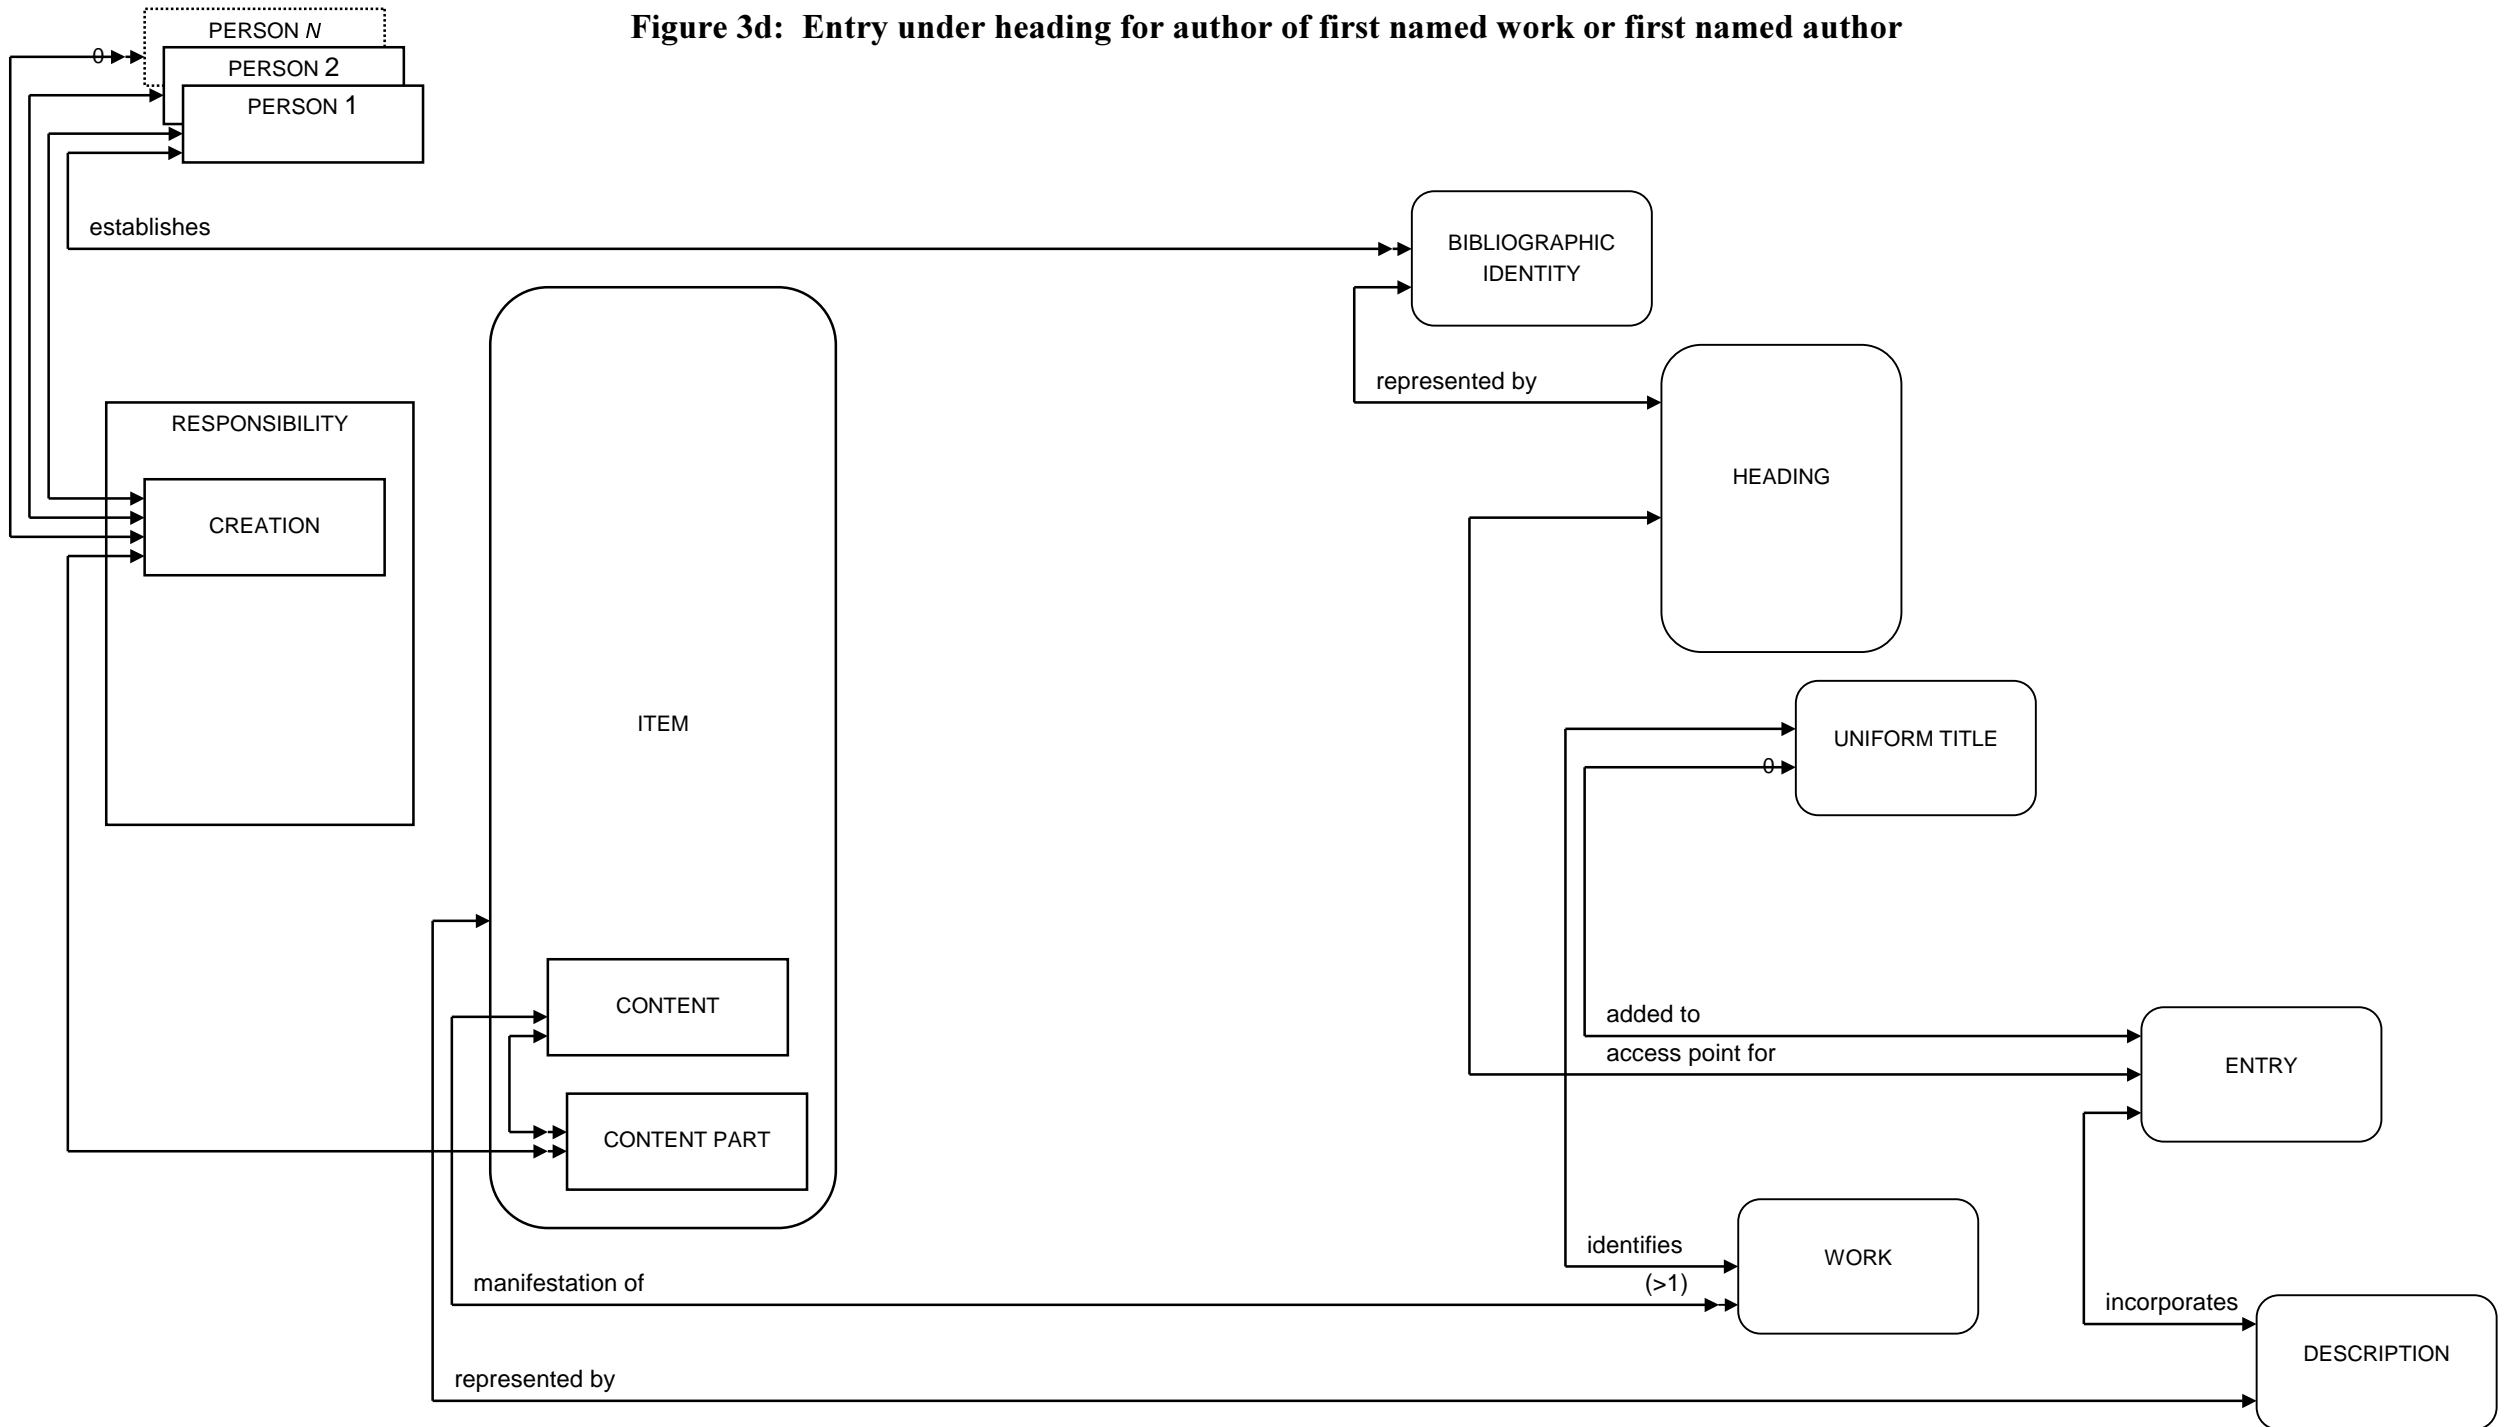 Figure 3d: Entry under heading for author of first named work or first named author
PERSON N
0
PERSON 2
PERSON 1
establishes
BIBLIOGRAPHIC
IDENTITY
represented by
RESPONSIBILITY
HEADING
CREATION
ITEM
UNIFORM TITLE
0
CONTENT
added to
access point for
ENTRY
CONTENT PART
identifies
WORK
manifestation of
(>1)
incorporates
DESCRIPTION
represented by